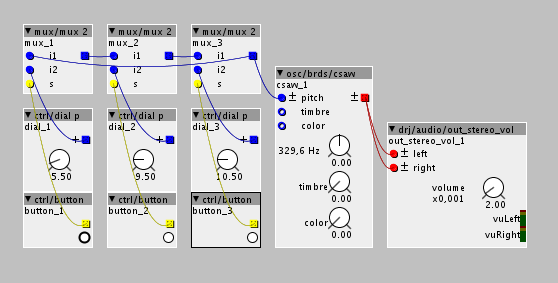 mux/mux 2
mux_1
i1
i2
s
mux/mux 2
mux_2
i1
i2
s
mux/mux 2
mux_3
i1
i2
s
ctrl/dial p
dial_1
5.50
ctrl/dial p
dial_2
9.50
ctrl/dial p
dial_3
10.50
ctrl/button
button_1
ctrl/button
button_2
ctrl/button
button_3
osc/brds/csaw
csaw_1
± pitch ±
timbre
color
329,6 Hz
0.00
timbre
0.00
color
0.00
drj/audio/out_stereo_vol
out_stereo_vol_1
± left
± right
volume
x0,001
2.00
vuLeft
vuRight